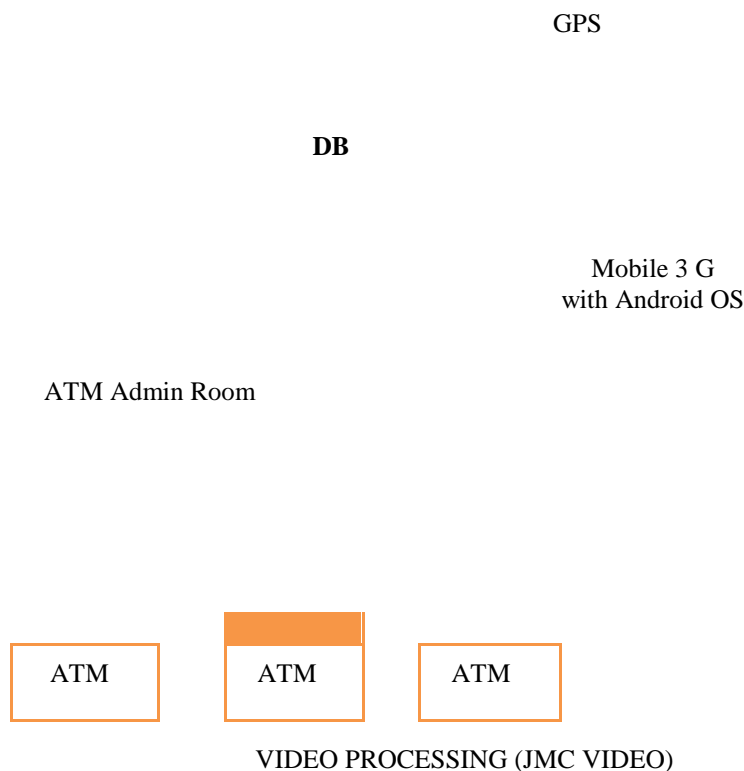 GPS
DB
Mobile 3 G
with Android OS
ATM Admin Room
ATM
ATM
ATM
VIDEO PROCESSING (JMC VIDEO)